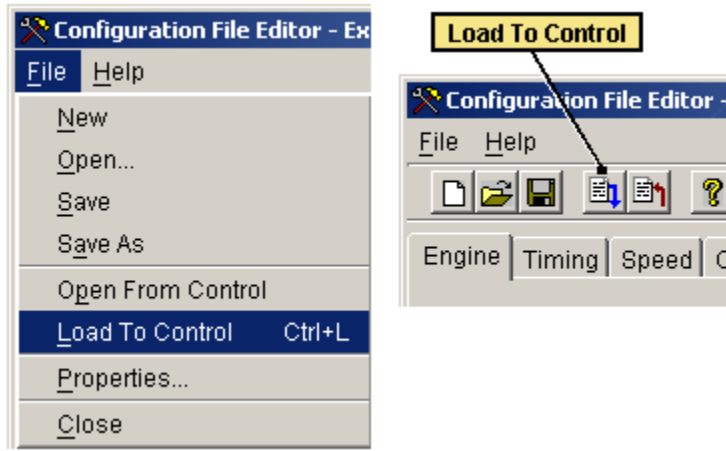 Configuration File Editor - Ex
File Help
New
Open...
Save
Save As
Open From Control
Load To Control Ctrl+L
Properties...
Close
Load To Control
Configuration File Editor -
File Help
Engine Timing Speed